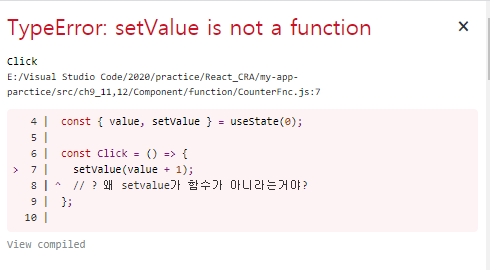 TypeError: setValue is not a function
×
Click
E:/Visual Studio Code/2020/practice/React_CRA/my-app-
parctice/src/ch9_11,12/Component/function/CounterFnc.js:7
4 | const { value, setValue } = useState(0);
5 |
6 | const Click = () => {
> 7 | setValue(value + 1);
8 | ^ // ? 왜 setvalue가 함수가 아니라는거야?
9 | };
10 |
View compiled